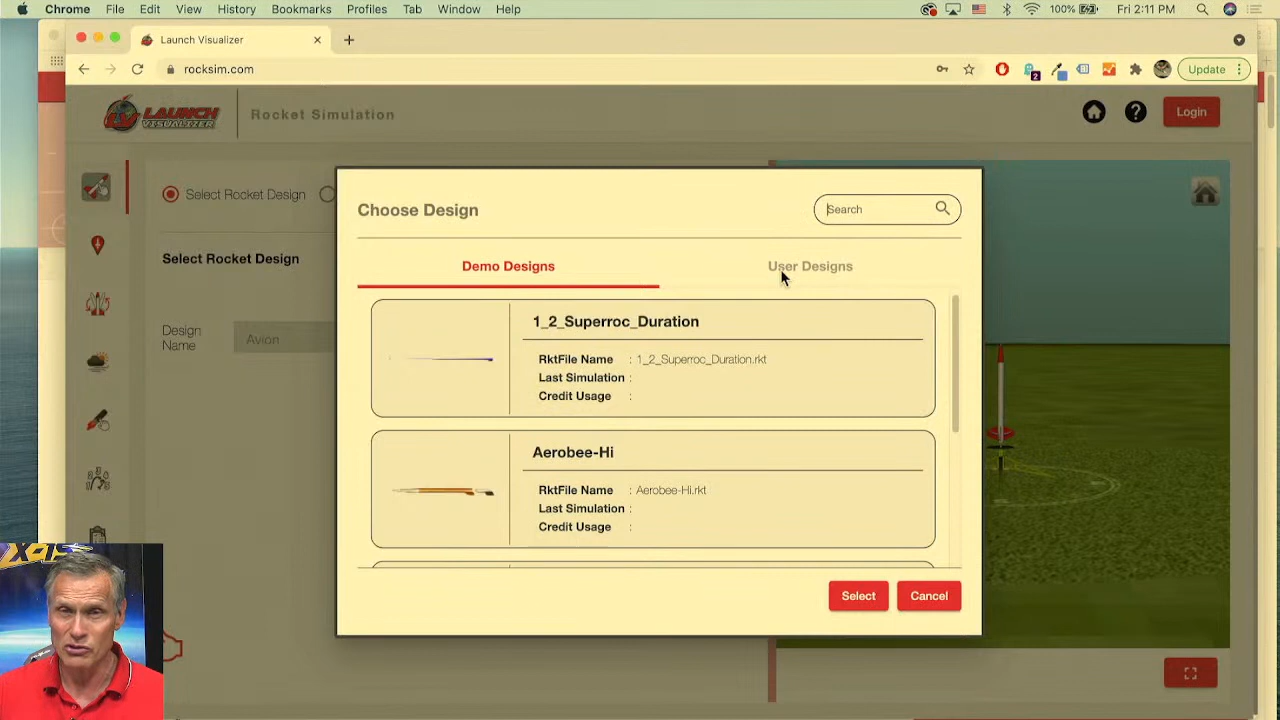 Chrome File Edit View History Bookmarks Profiles Tab Window Help 100% Fri 2:11 PM
Launch Visualizer
rocksim.com 2 Update
LAUNCH
VISUALIZER
Rocket Simulation
Login
Select Rocket Design
Select Rocket Design
Design
Name
Avion
Choose Design
Search
Demo Designs User Designs
1_2_Superroc_Duration
RktFile Name : 1_2_Superroc_Duration.rkt
Last Simulation :
Credit Usage :
Aerobee-Hi
RktFile Name : Aerobee-Hi.rkt
Last Simulation :
Credit Usage :
Select Cancel